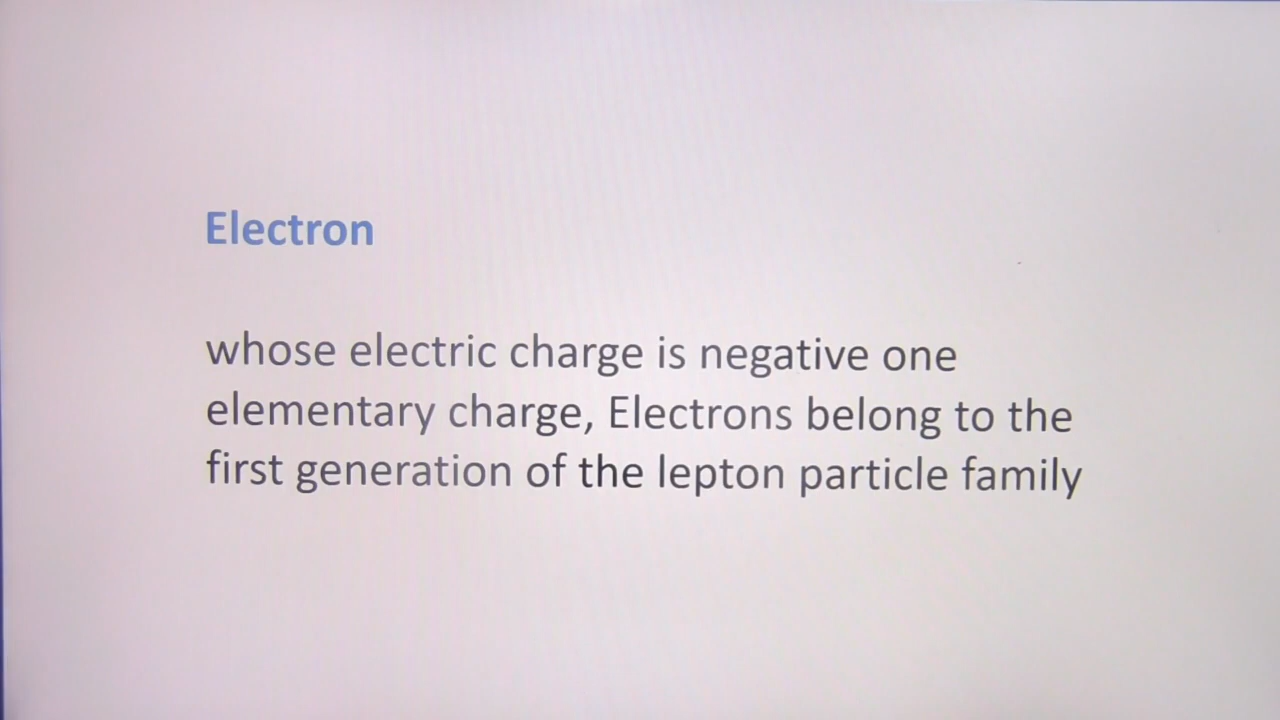 Electron
whose electric charge is negative one
elementary charge, Electrons belong to the
first generation of the lepton particle family